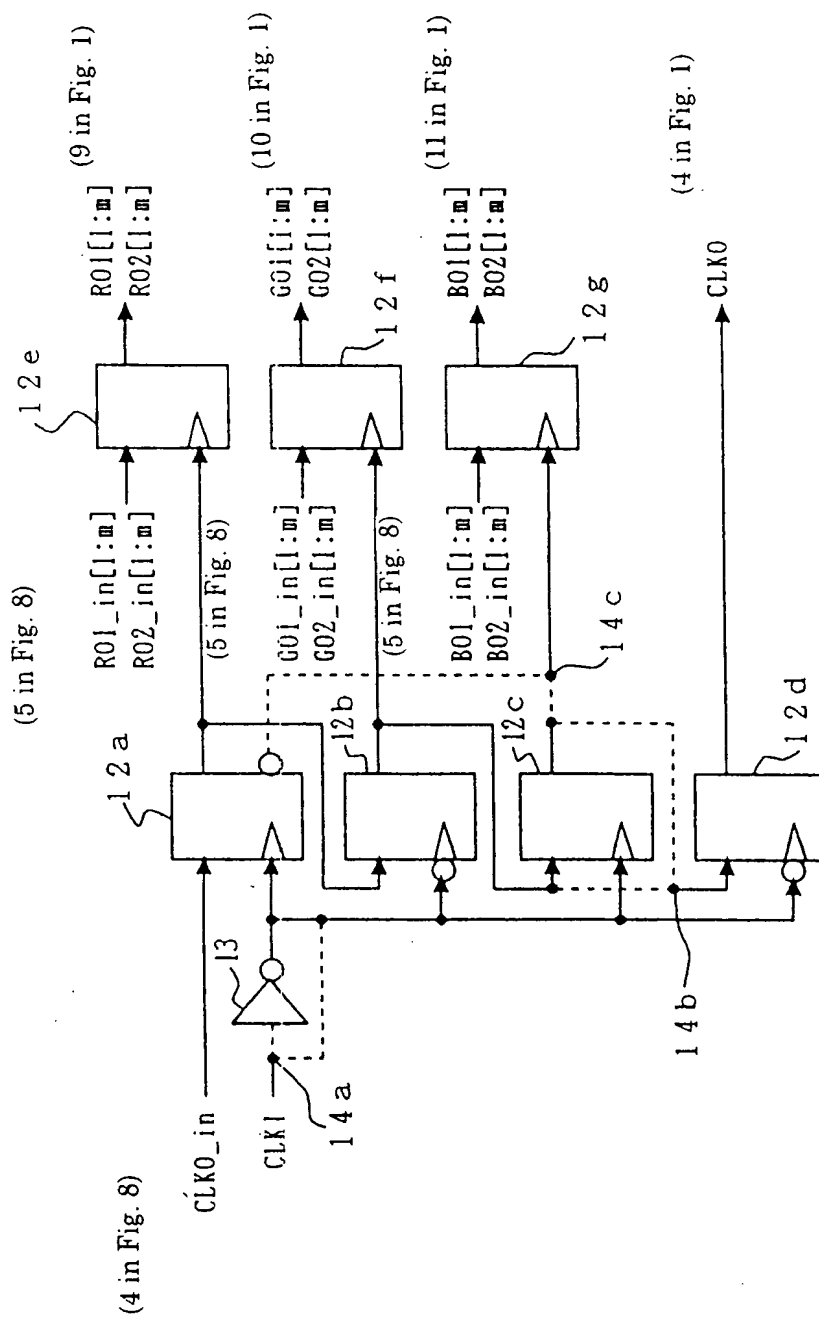 (4 in Fig. 8)
(5 in Fig. 8)
CLKO_in
CLKI
13
14a
14b
14c
12a
12b
12c
12d
12e
12f
12g
RO1_in[1:m]
RO2_in[1:m]
(5 in Fig. 8)
GO1_in[1:m]
GO2_in[1:m]
(5 in Fig. 8)
BO1_in[1:m]
BO2_in[1:m]
RO1[1:m]
RO2[1:m]
(9 in Fig. 1)
GO1[1:m]
GO2[1:m]
(10 in Fig. 1)
BO1[1:m]
BO2[1:m]
(11 in Fig. 1)
CLKO
(4 in Fig. 1)